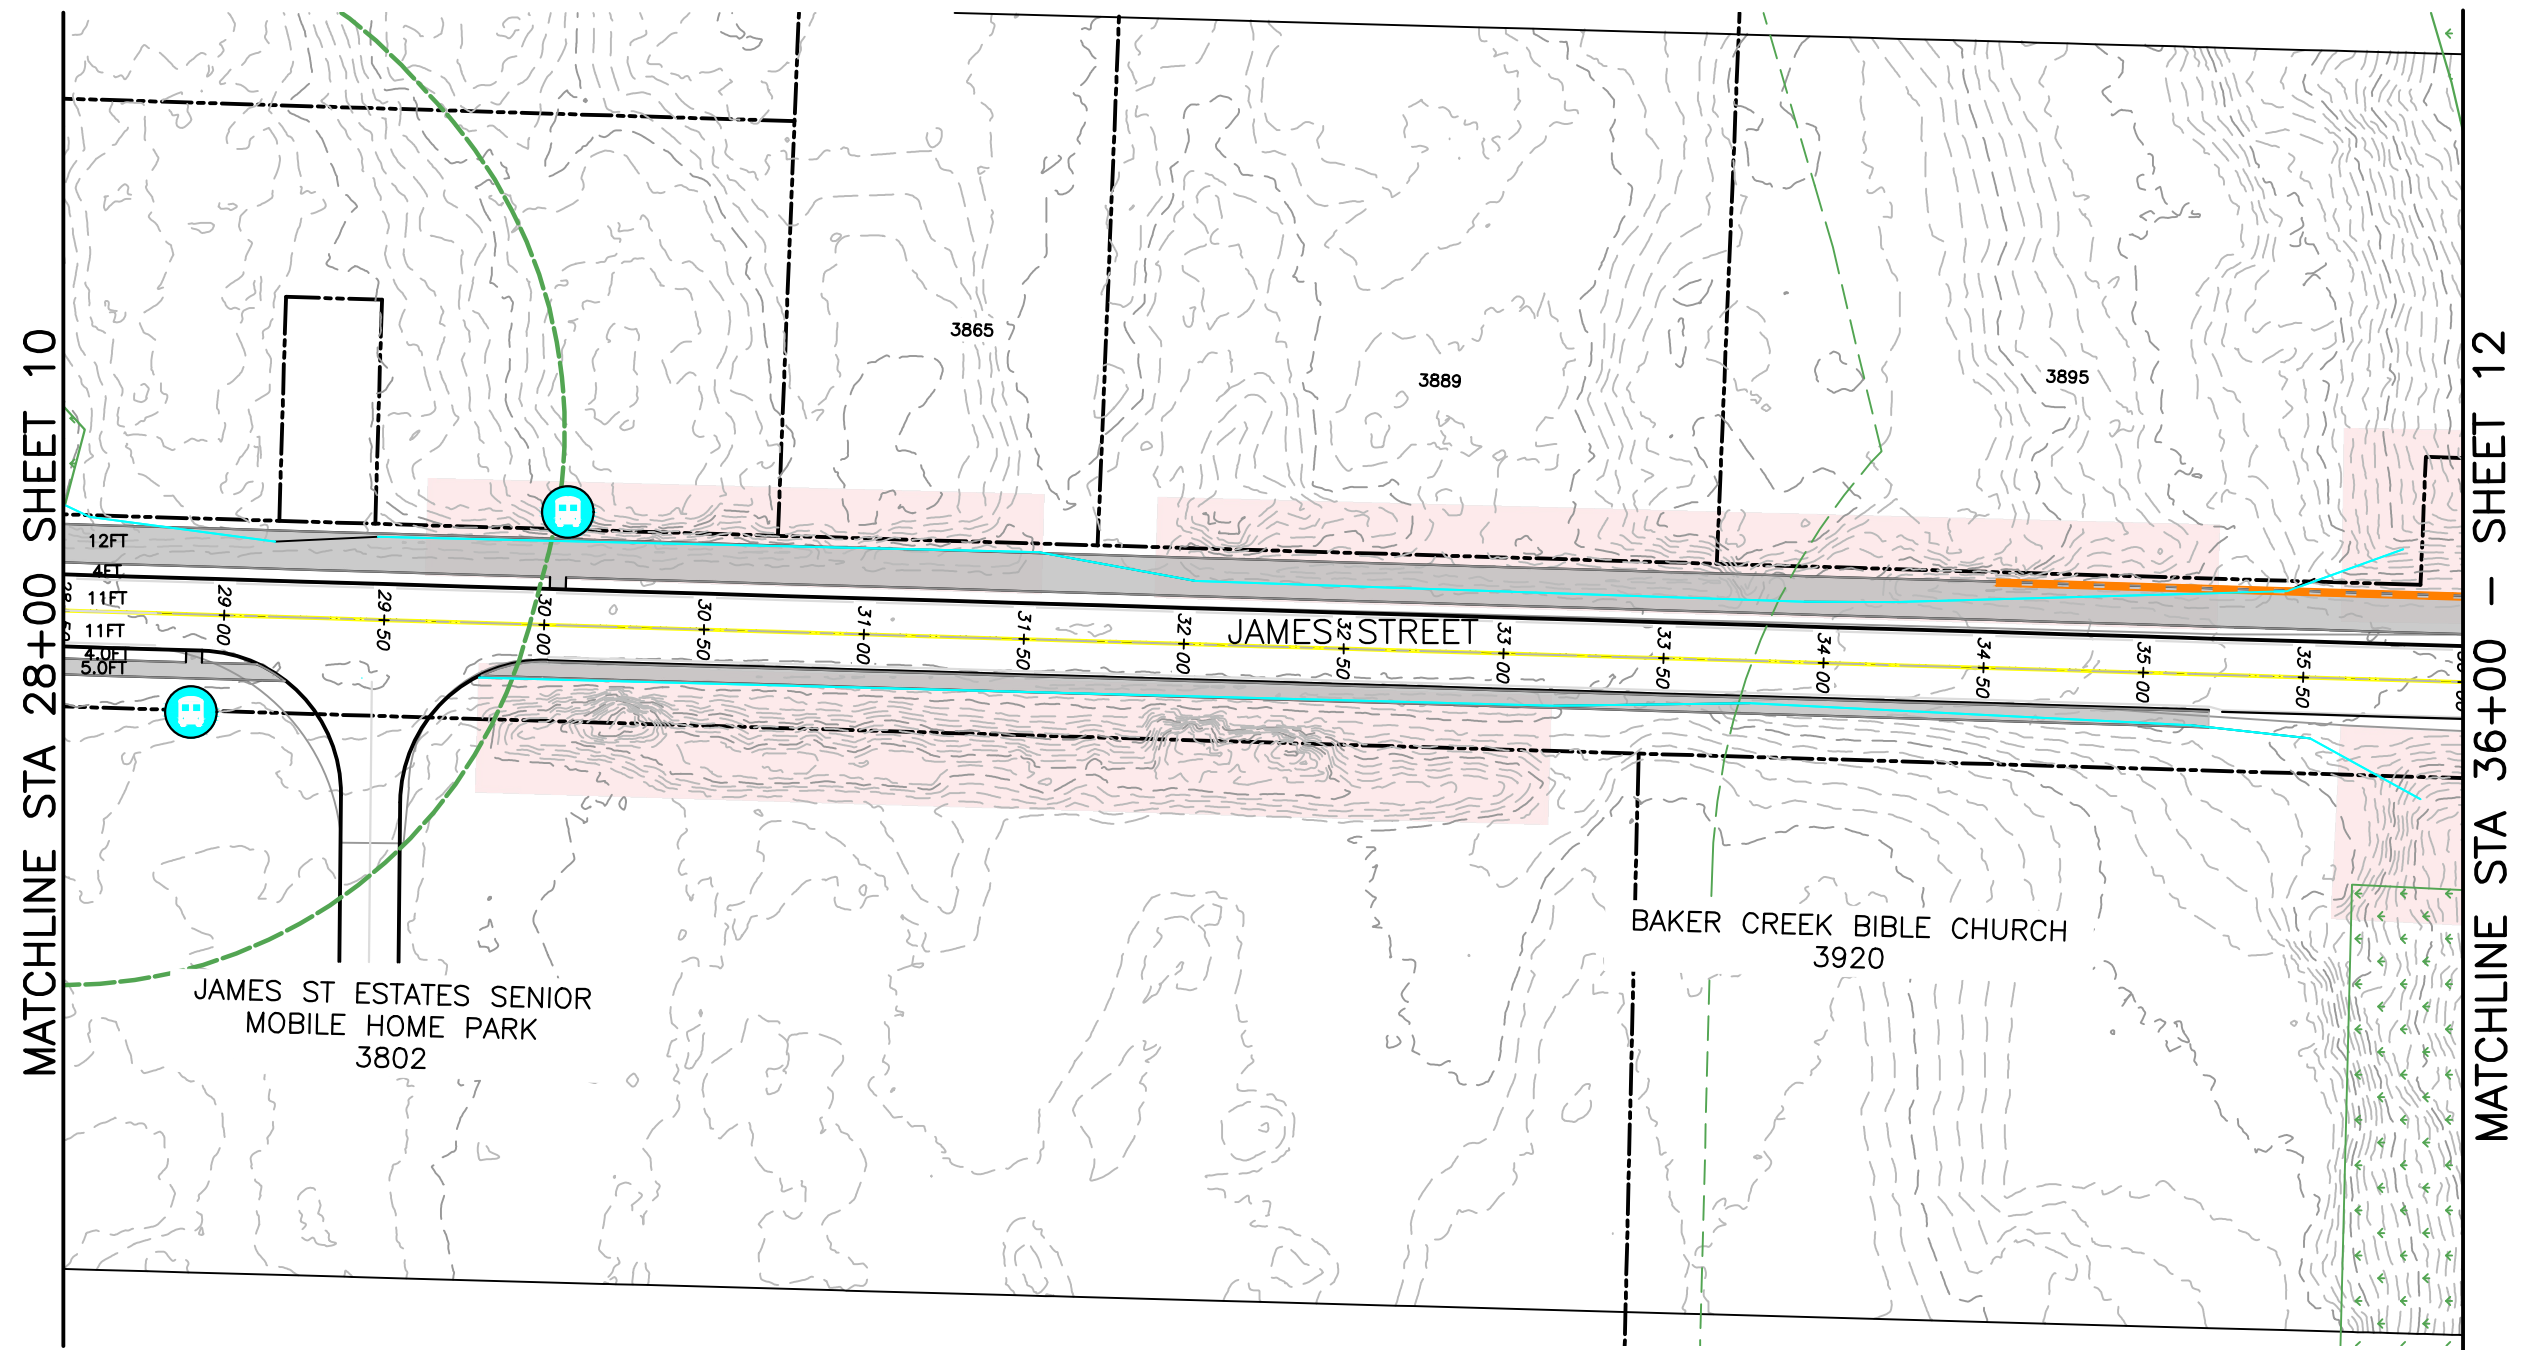 MATCHLINE STA 28+00 SHEET 10
3865
3889
3895
12FT
4FT
11FT
11FT
4.0FT
5.0FT
29+00
29+50
30+00
30+50
31+00
31+50
32+00
32+50
33+00
33+50
34+00
34+50
35+00
35+50
JAMES STREET
BAKER CREEK BIBLE CHURCH
3920
JAMES ST ESTATES SENIOR
MOBILE HOME PARK
3802
MATCHLINE STA 36+00 – SHEET 12